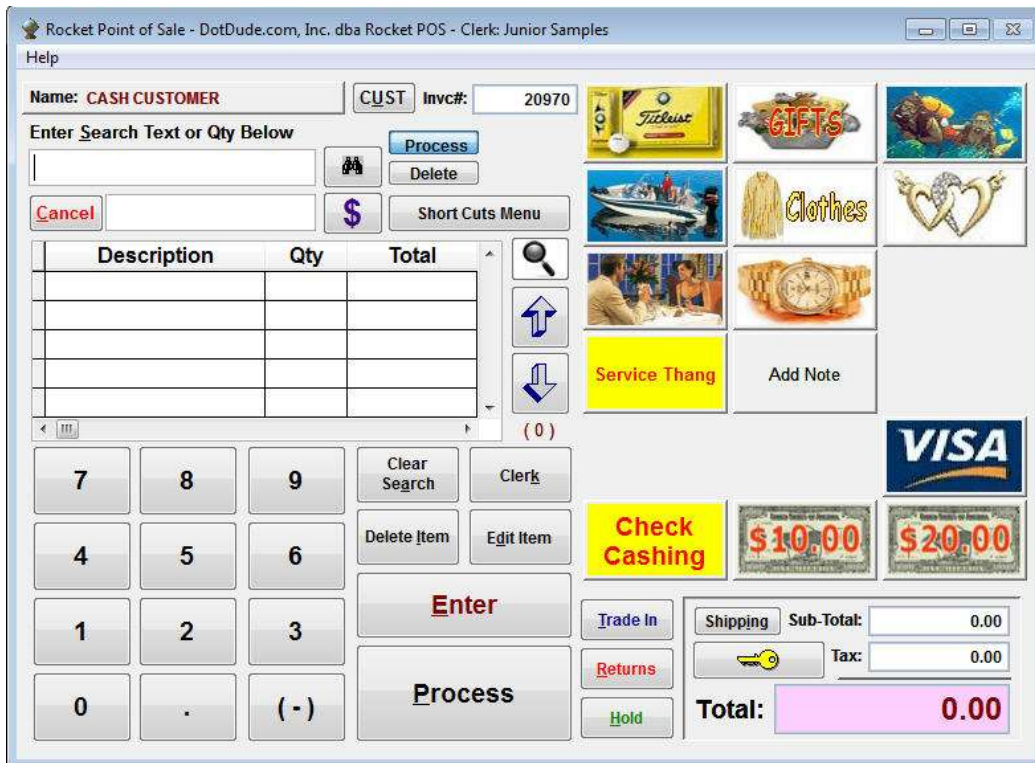 Rocket Point of Sale - DotDude.com, Inc. dba Rocket POS - Clerk: Junior Samples
Help
Name: CASH CUSTOMER
CUST Invc#: 20970
Enter Search Text or Qty Below
Process
Delete
Cancel
$
Short Cuts Menu
Description Qty Total
( 0 )
7 8 9
Clear Search
Clerk
4 5 6
Delete Item
Edit Item
1 2 3
Enter
0 . ( - )
Process
Titleist
GIFTS
Clothes
Service Thang
Add Note
VISA
Check
Cashing
$10.00
$20.00
Trade In
Returns
Hold
Shipping Sub-Total: 0.00
Tax: 0.00
Total: 0.00